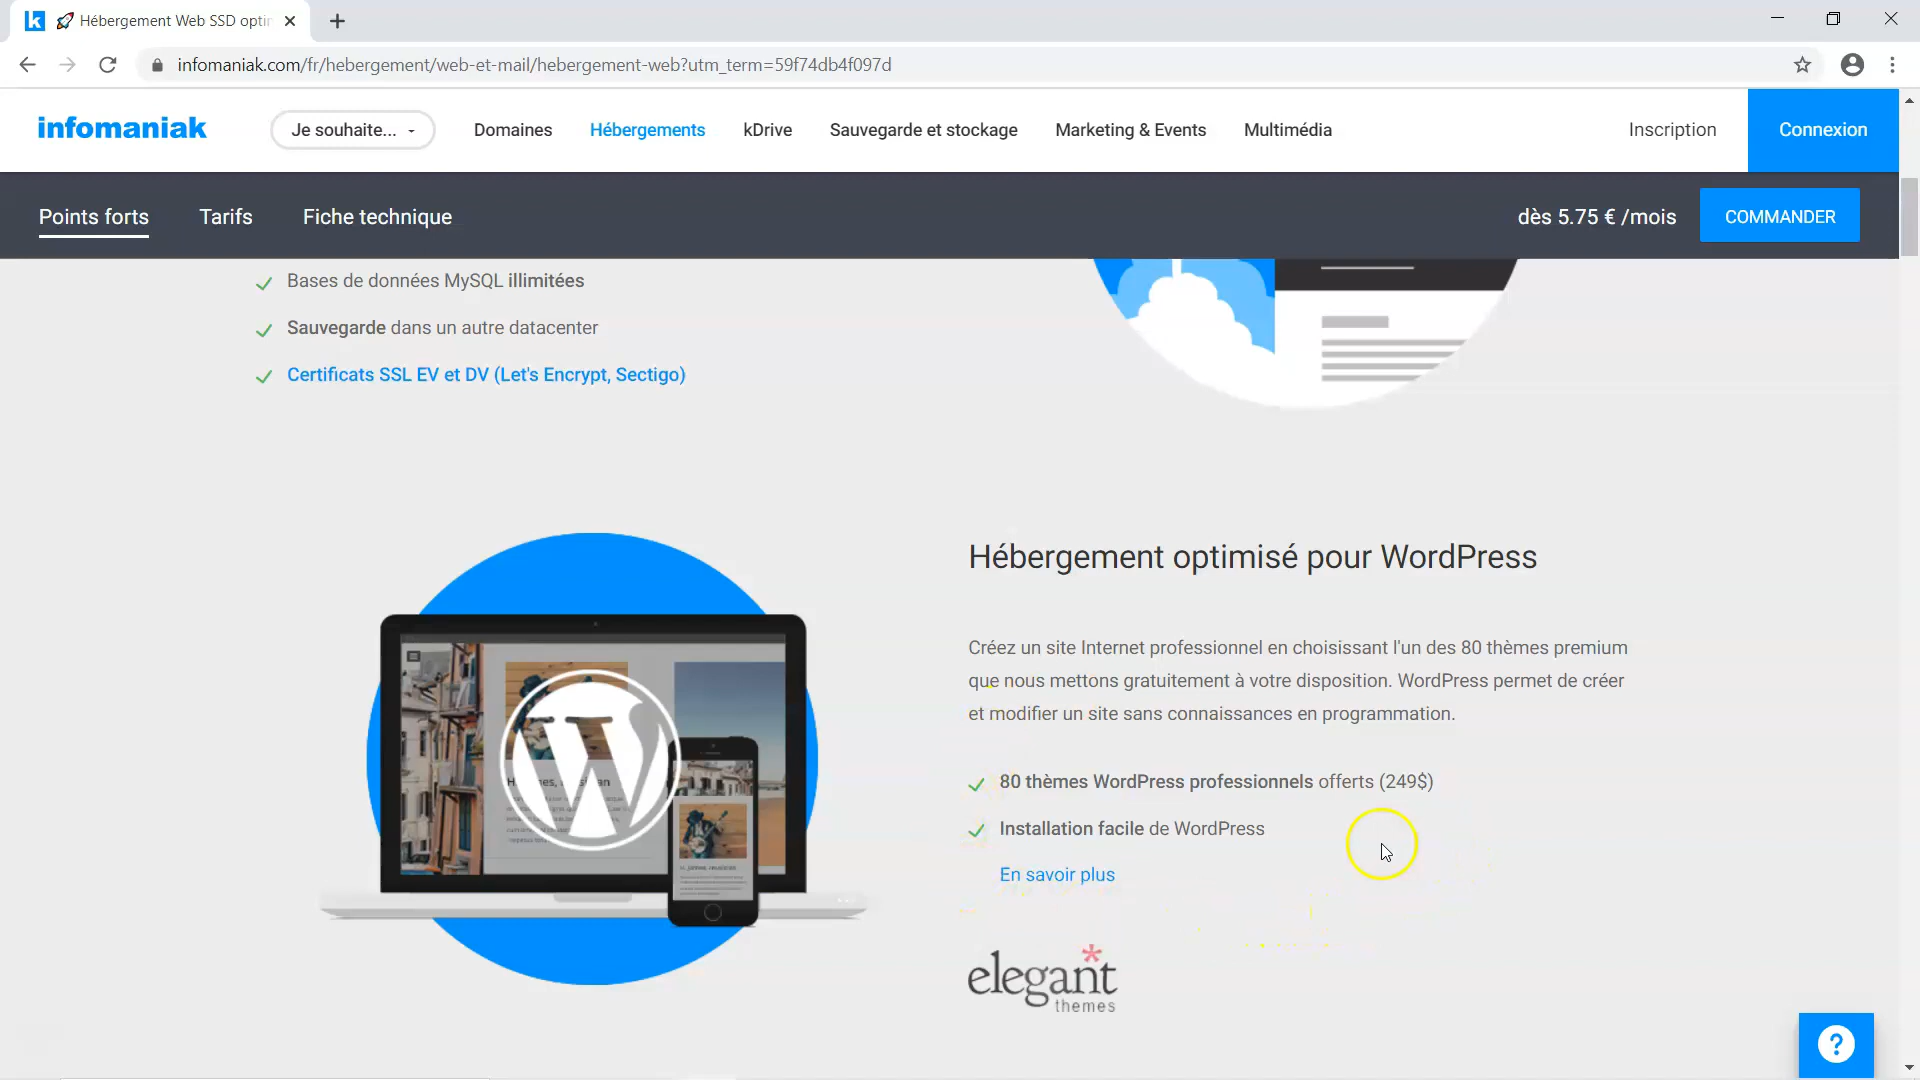 Hébergement Web SSD optin
infomaniak.com/fr/hebergement/web-et-mail/hebergement-web?utm_term=59f74db4f097d
infomaniak
Je souhaite...
Domaines
Hébergements
kDrive
Sauvegarde et stockage
Marketing & Events
Multimédia
Inscription
Connexion
Points forts
Tarifs
Fiche technique
dès 5.75 € /mois
COMMANDER
Bases de données MySQL illimitées
Sauvegarde dans un autre datacenter
Certificats SSL EV et DV (Let's Encrypt, Sectigo)
Hébergement optimisé pour WordPress
Créez un site Internet professionnel en choisissant l'un des 80 thèmes premium
que nous mettons gratuitement à votre disposition. WordPress permet de créer
et modifier un site sans connaissances en programmation.
80 thèmes WordPress professionnels offerts (249$)
Installation facile de WordPress
En savoir plus
elegant
themes